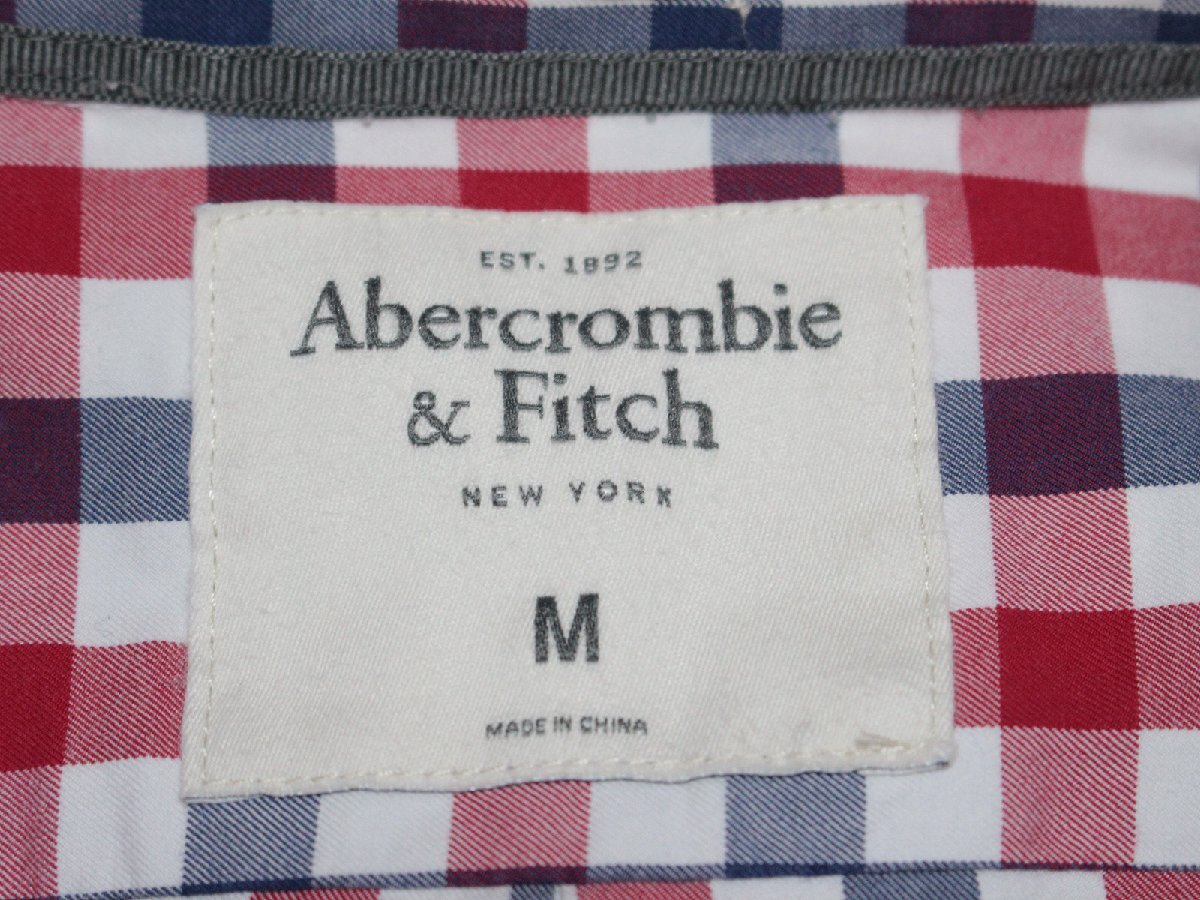 EST. 1892
Abercrombie
& Fitch
NEW YORK
M
MADE IN CHINA